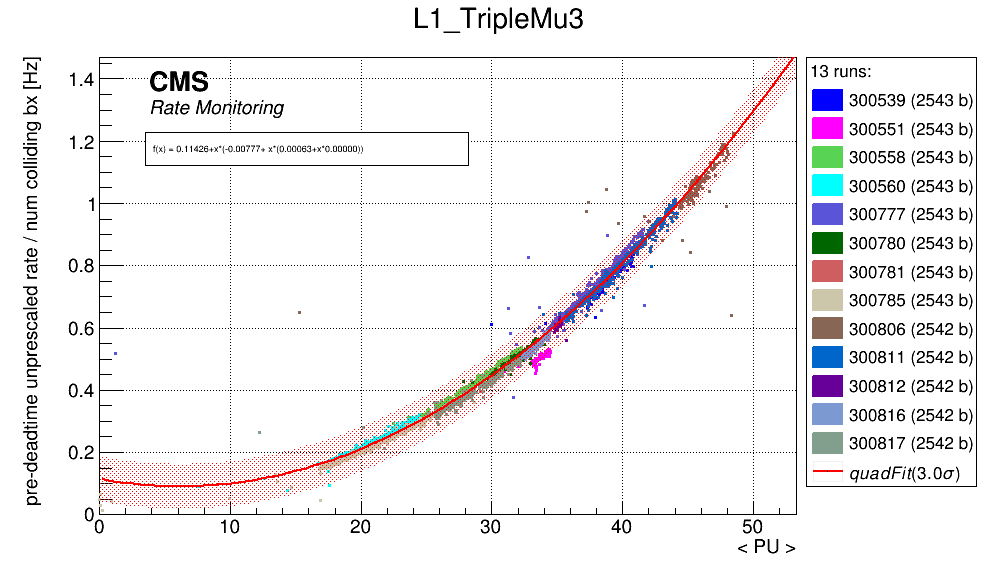 L1_TripleMu3
pre-deadtime unprescaled rate / num colliding bx [Hz]
CMS
Rate Monitoring
f(x) = 0.11426+x*(-0.00777+ x*(0.00063+x*0.00000))
1.4
1.2
1
0.8
0.6
0.4
0.2
0
0 10 20 30 40 50
< PU >
13 runs:
300539 (2543 b)
300551 (2543 b)
300558 (2543 b)
300560 (2543 b)
300777 (2543 b)
300780 (2543 b)
300781 (2543 b)
300785 (2543 b)
300806 (2542 b)
300811 (2542 b)
300812 (2542 b)
300816 (2542 b)
300817 (2542 b)
quadFit(3.0σ)